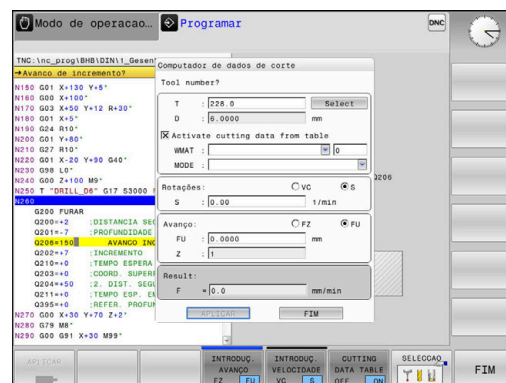 Modo de operacao... Programar DNC
TNC:\nc_prog\BHB\DIN\1_Gesen
→Avanco de incremento?
N150 G01 X+130 Y+5*
N160 G00 X+100*
N170 G03 X+50 Y+12 R+30*
N180 G01 X+5*
N190 G24 R10*
N200 G01 Y+80*
N210 G27 R10*
N220 G01 X-20 Y+90 G40*
N230 G98 L0*
N240 G00 Z+100 M9*
N250 T "DRILL_D6" G17 S3000
N260
G200 FURAR
Q200=+2 ;DISTANCIA SEG
Q201=-7 ;PROFUNDIDADE
Q206=150 AVANCO INC
Q202=+7 ;INCREMENTO
Q210=+0 ;TEMPO ESPERA
Q203=+0 ;COORD. SUPERF
Q204=+50 ;2. DIST. SEGU
Q211=+0 ;TEMPO ESP. E
Q395=+0 ;REFER. PROFUN
N270 G00 X+30 Y+70 Z+2*
N280 G79 M8*
N290 G00 G91 X+30 M99*
Computador de dados de corte
Tool number?
T : 228.0 Select
D : 6.0000 mm
Activate cutting data from table
WMAT : 0
MODE :
Rotações: VC S
S : 0.00 1/min
Avanço: FZ FU
FU : 0.0000 mm
Z : 1
Result:
F = 0.0 mm/min
APLICAR FIM
Q206
APLICAR
INTRODUÇ. AVANÇO FZ FU
INTRODUÇ. VELOCIDADE VC S
CUTTING DATA TABLE OFF ON
SELECCAO
FIM